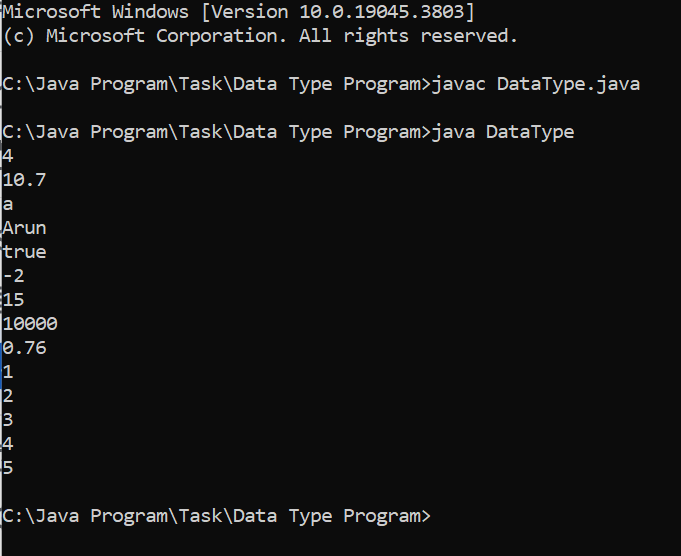 Microsoft Windows [Version 10.0.19045.3803]
(c) Microsoft Corporation. All rights reserved.
C:\Java Program\Task\Data Type Program>javac DataType.java
C:\Java Program\Task\Data Type Program>java DataType
4
10.7
a
Arun
true
-2
15
10000
0.76
1
2
3
4
5
C:\Java Program\Task\Data Type Program>